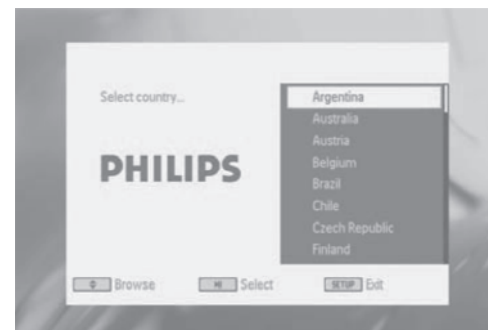 Select country...
PHILIPS
Argentina
Australia
Austria
Belgium
Brazil
Chile
Czech Republic
Finland
Browse
Select
SETUP Exit